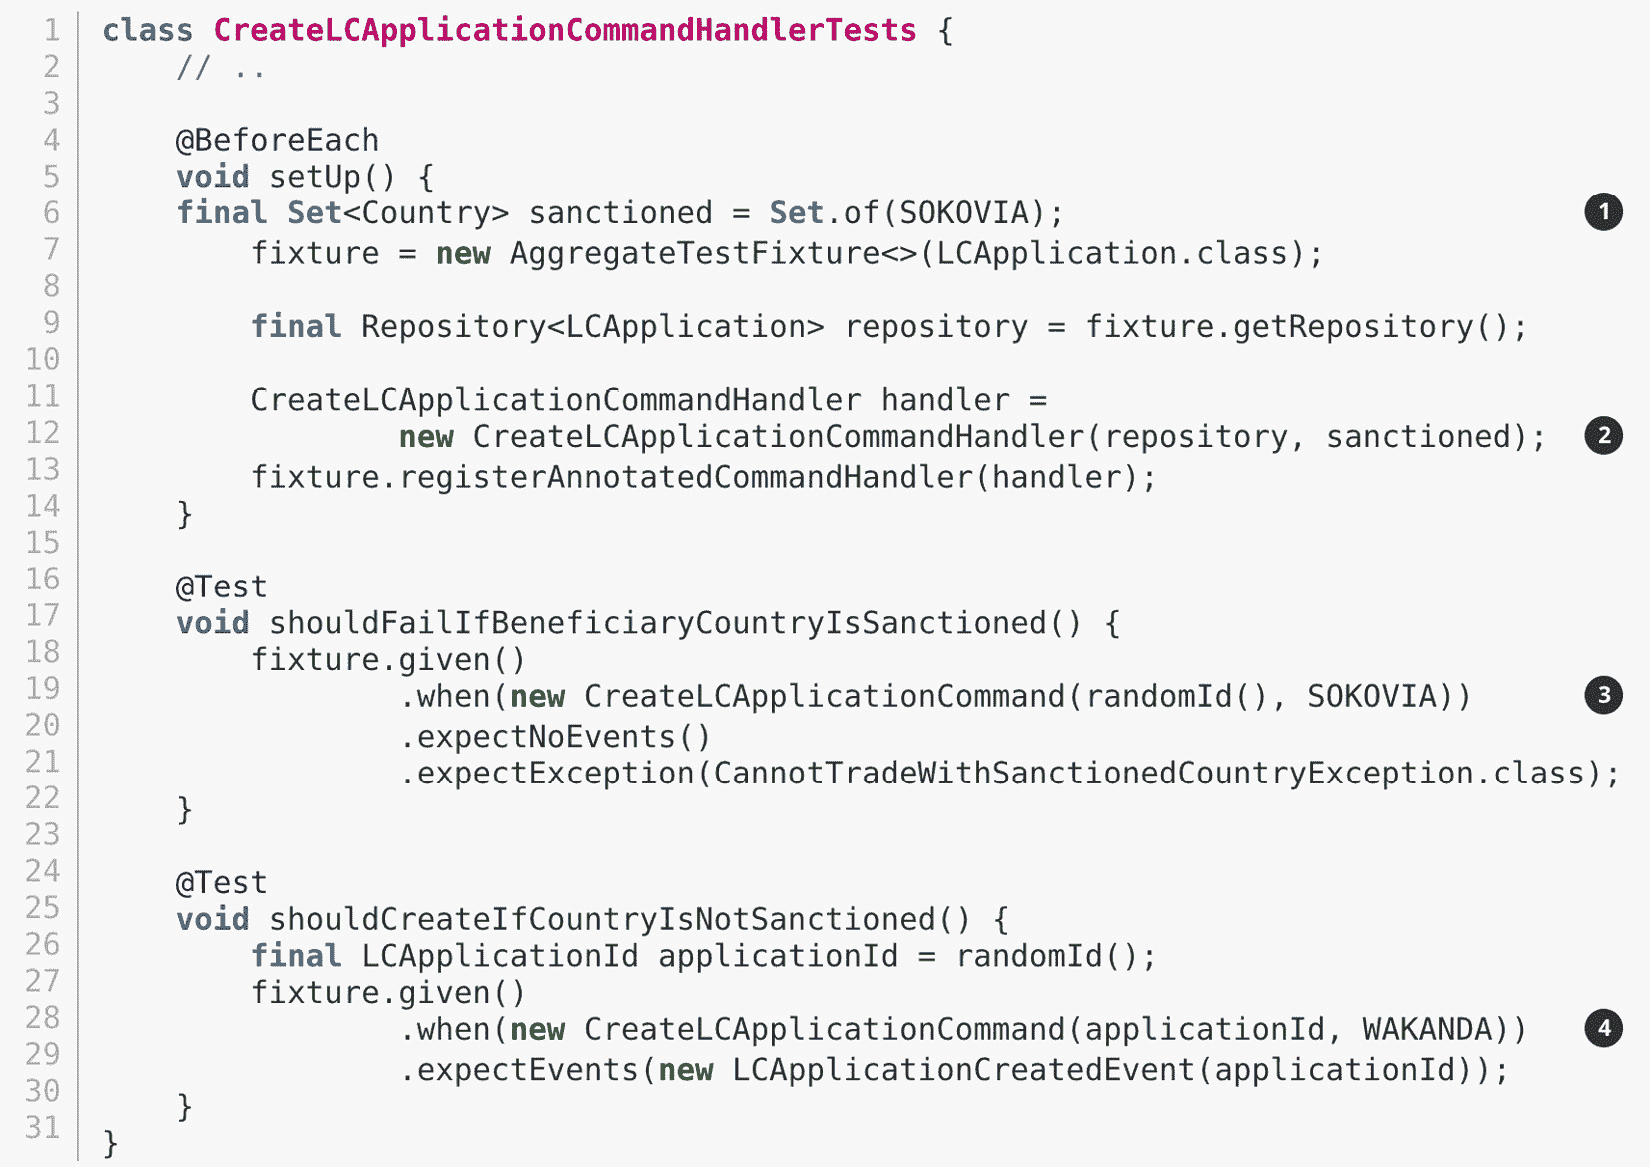 1 class CreateLCApplicationCommandHandlerTests {
2     // ..
3
4     @BeforeEach
5     void setUp() {
6     final Set<Country> sanctioned = Set.of(SOKOVIA); 1
7         fixture = new AggregateTestFixture<>(LCApplication.class);
8
9         final Repository<LCApplication> repository = fixture.getRepository();
10
11         CreateLCApplicationCommandHandler handler =
12                 new CreateLCApplicationCommandHandler(repository, sanctioned); 2
13         fixture.registerAnnotatedCommandHandler(handler);
14     }
15
16     @Test
17     void shouldFailIfBeneficiaryCountryIsSanctioned() {
18         fixture.given()
19                 .when(new CreateLCApplicationCommand(randomId(), SOKOVIA)) 3
20                 .expectNoEvents()
21                 .expectException(CannotTradeWithSanctionedCountryException.class);
22     }
23
24     @Test
25     void shouldCreateIfCountryIsNotSanctioned() {
26         final LCApplicationId applicationId = randomId();
27         fixture.given()
28                 .when(new CreateLCApplicationCommand(applicationId, WAKANDA)) 4
29                 .expectEvents(new LCApplicationCreatedEvent(applicationId));
30     }
31 }